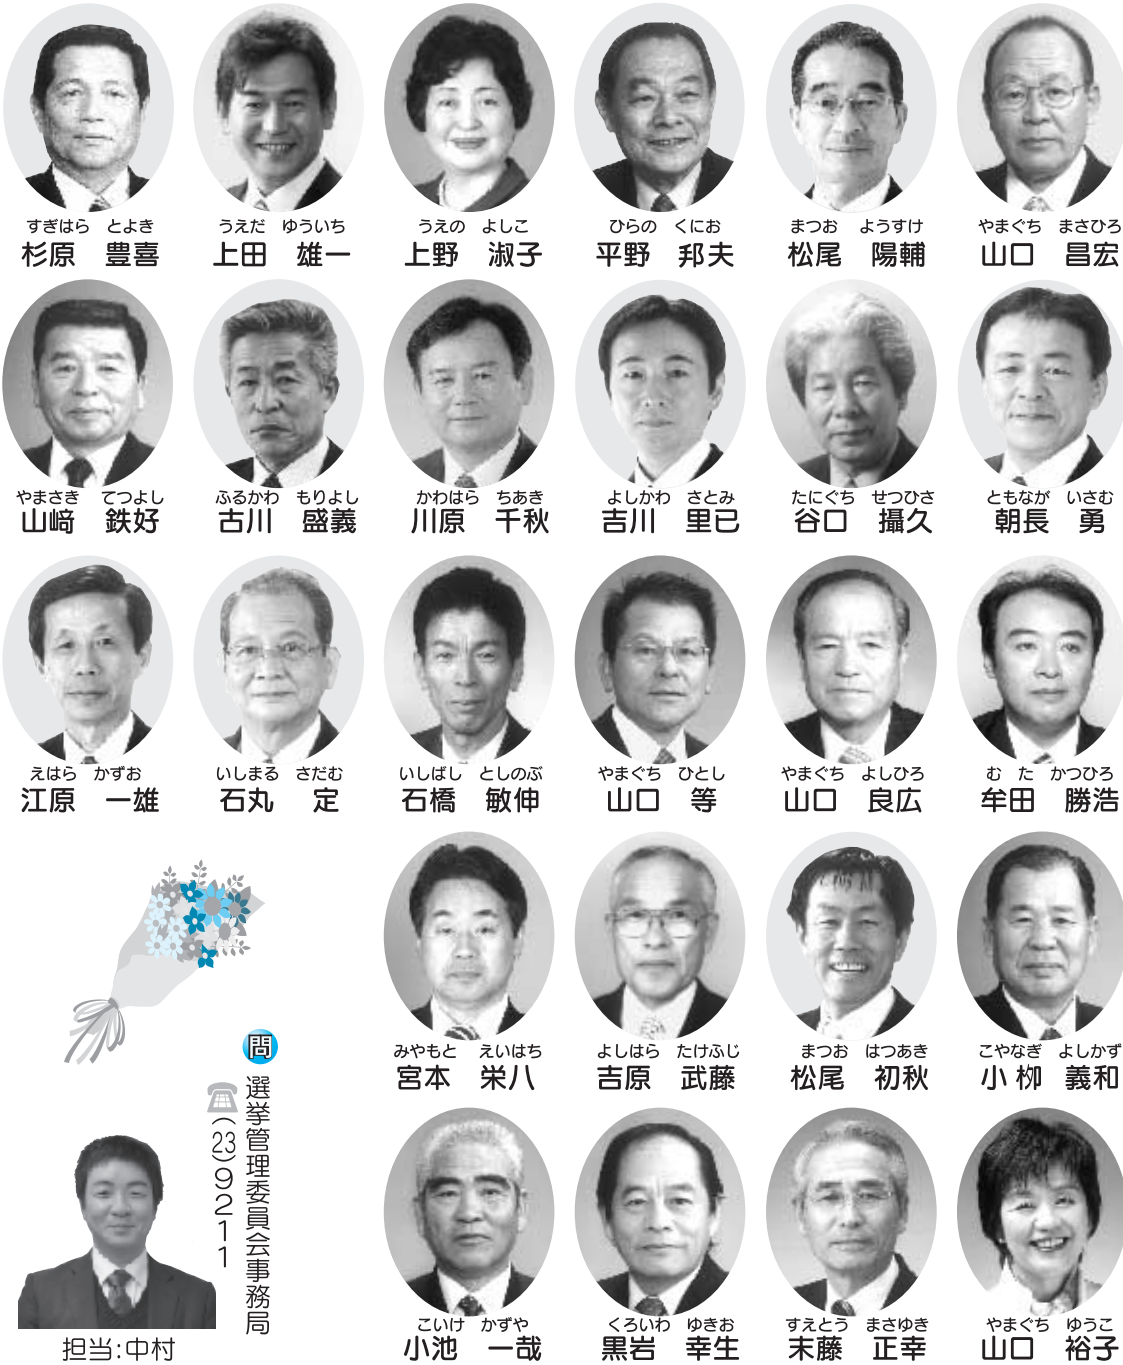 すぎはら とよき
杉原 豊喜
うえだ ゆういち
上田 雄一
うえの よしこ
上野 淑子
ひらの くにお
平野 邦夫
まつお ようすけ
松尾 陽輔
やまぐち まさひろ
山口 昌宏
やまさき てつよし
山﨑 鉄好
ふるかわ もりよし
古川 盛義
かわはら ちあき
川原 千秋
よしかわ さとみ
吉川 里已
たにぐち せつひさ
谷口 攝久
ともなが いさむ
朝長 勇
えはら かずお
江原 一雄
いしまる さだむ
石丸 定
いしばし としのぶ
石橋 敏伸
やまぐち ひとし
山口 等
やまぐち よしひろ
山口 良広
む た かつひろ
牟田 勝浩
みやもと えいはち
宮本 栄八
よしはら たけふじ
吉原 武藤
まつお はつあき
松尾 初秋
こやなぎ よしかず
小栁 義和
こいけ かずや
小池 一哉
くろいわ ゆきお
黒岩 幸生
すえとう まさゆき
末藤 正幸
やまぐち ゆうこ
山口 裕子
問 選挙管理委員会事務局
☎(23)9211
担当:中村